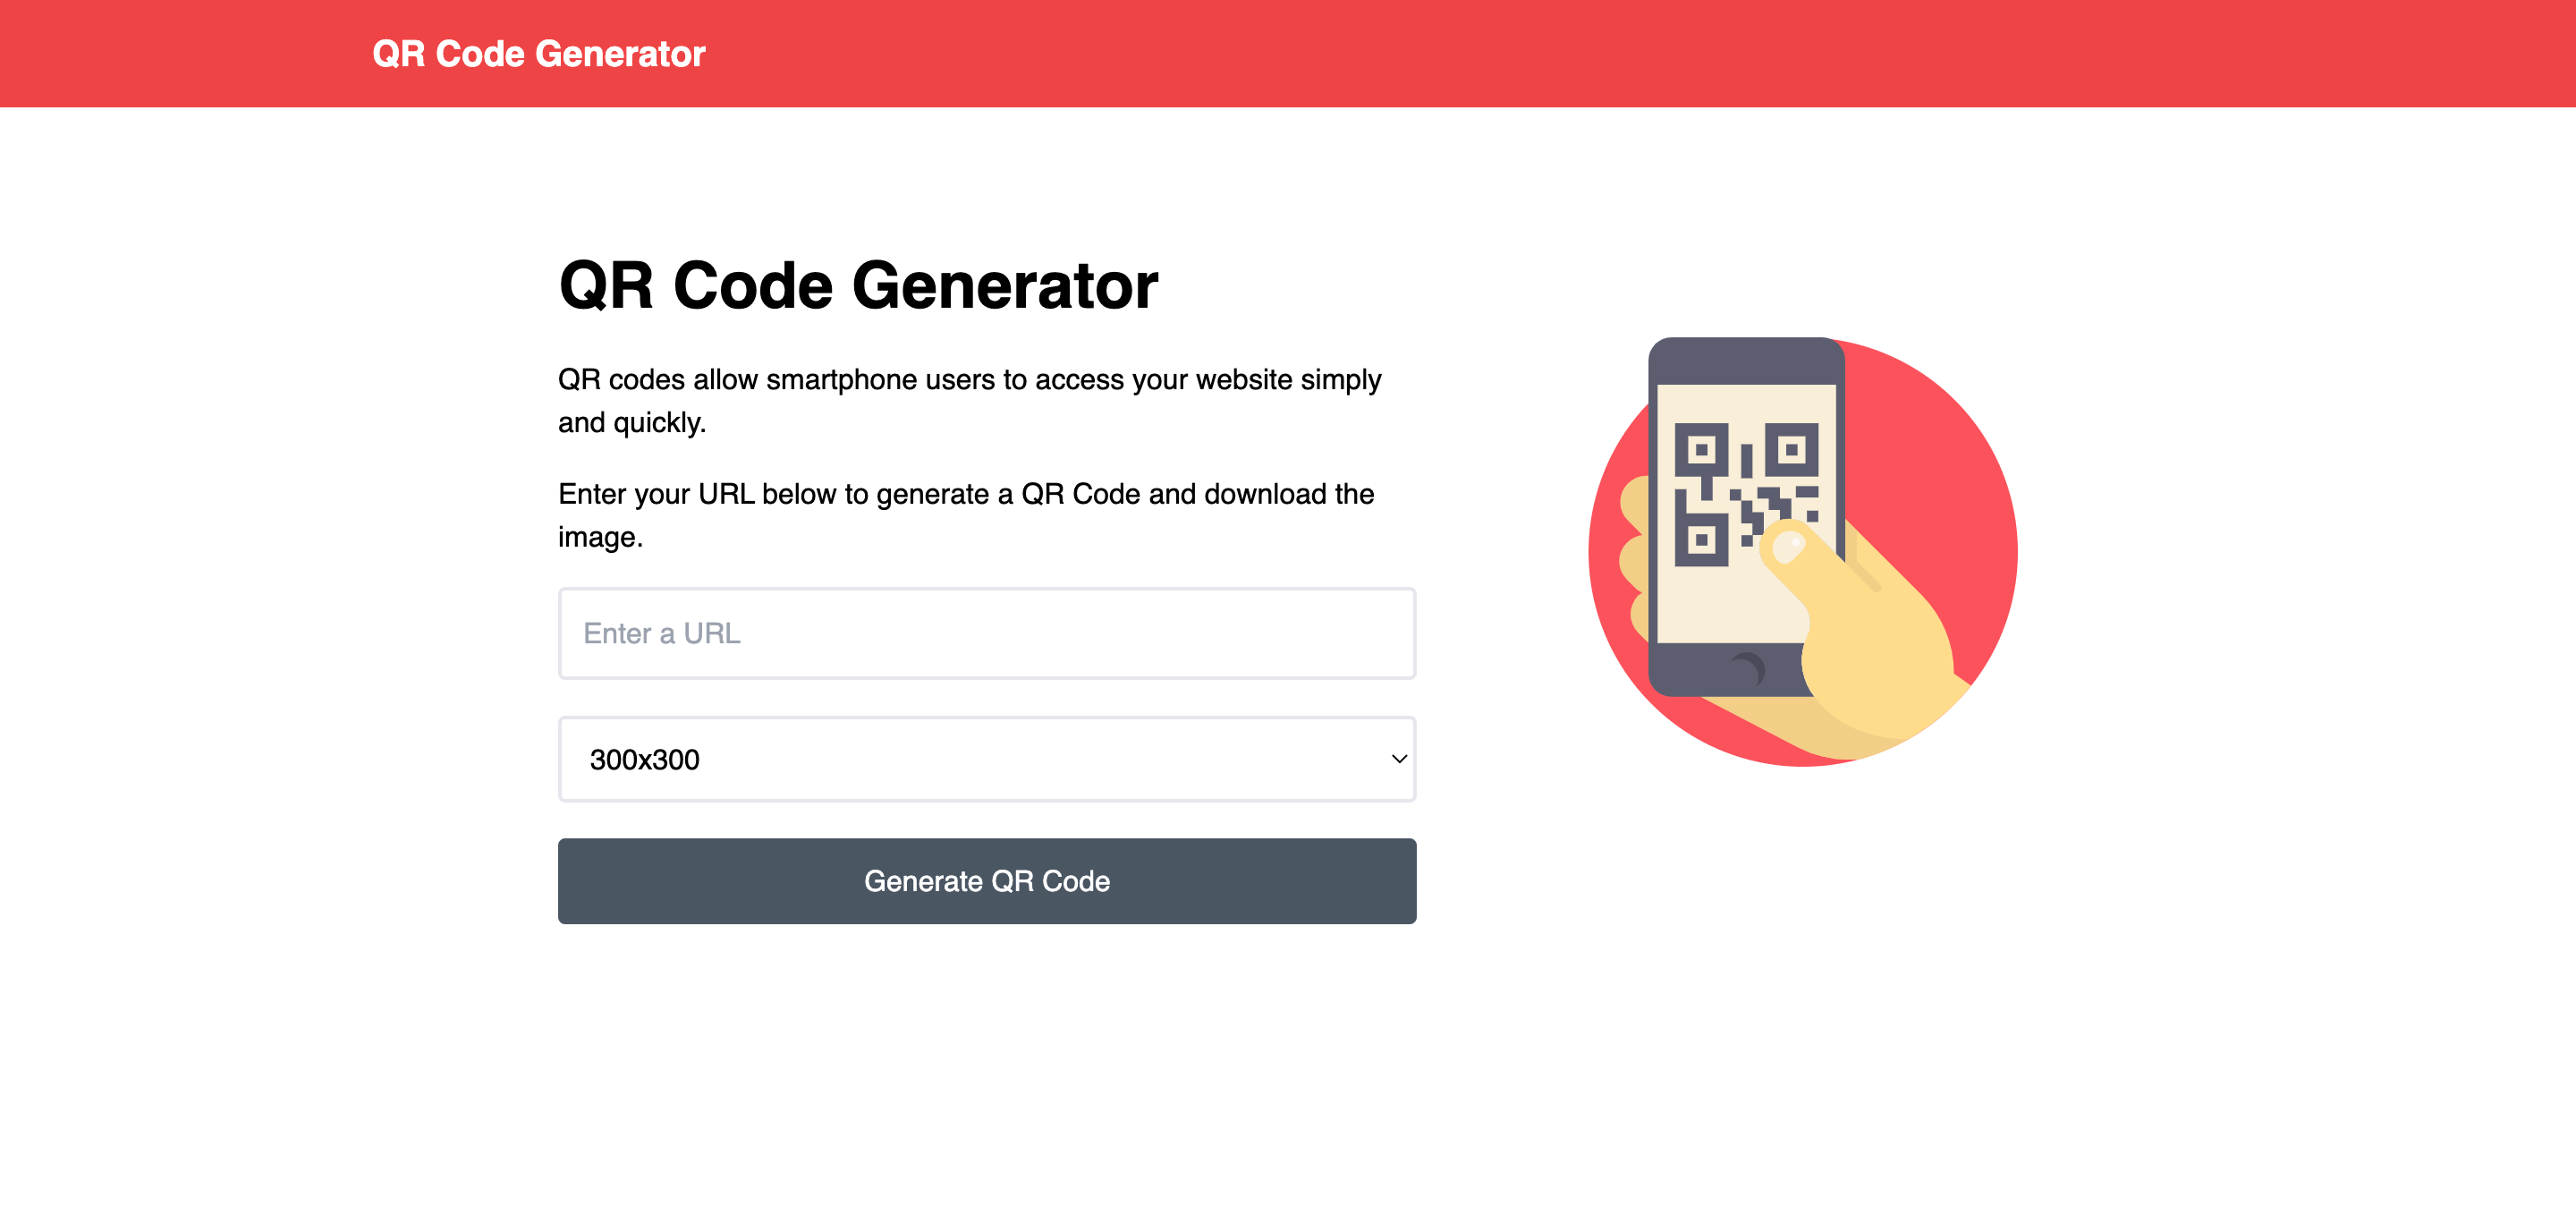 QR Code Generator
QR Code Generator
QR codes allow smartphone users to access your website simply
and quickly.
Enter your URL below to generate a QR Code and download the
image.
Enter a URL
300x300
Generate QR Code